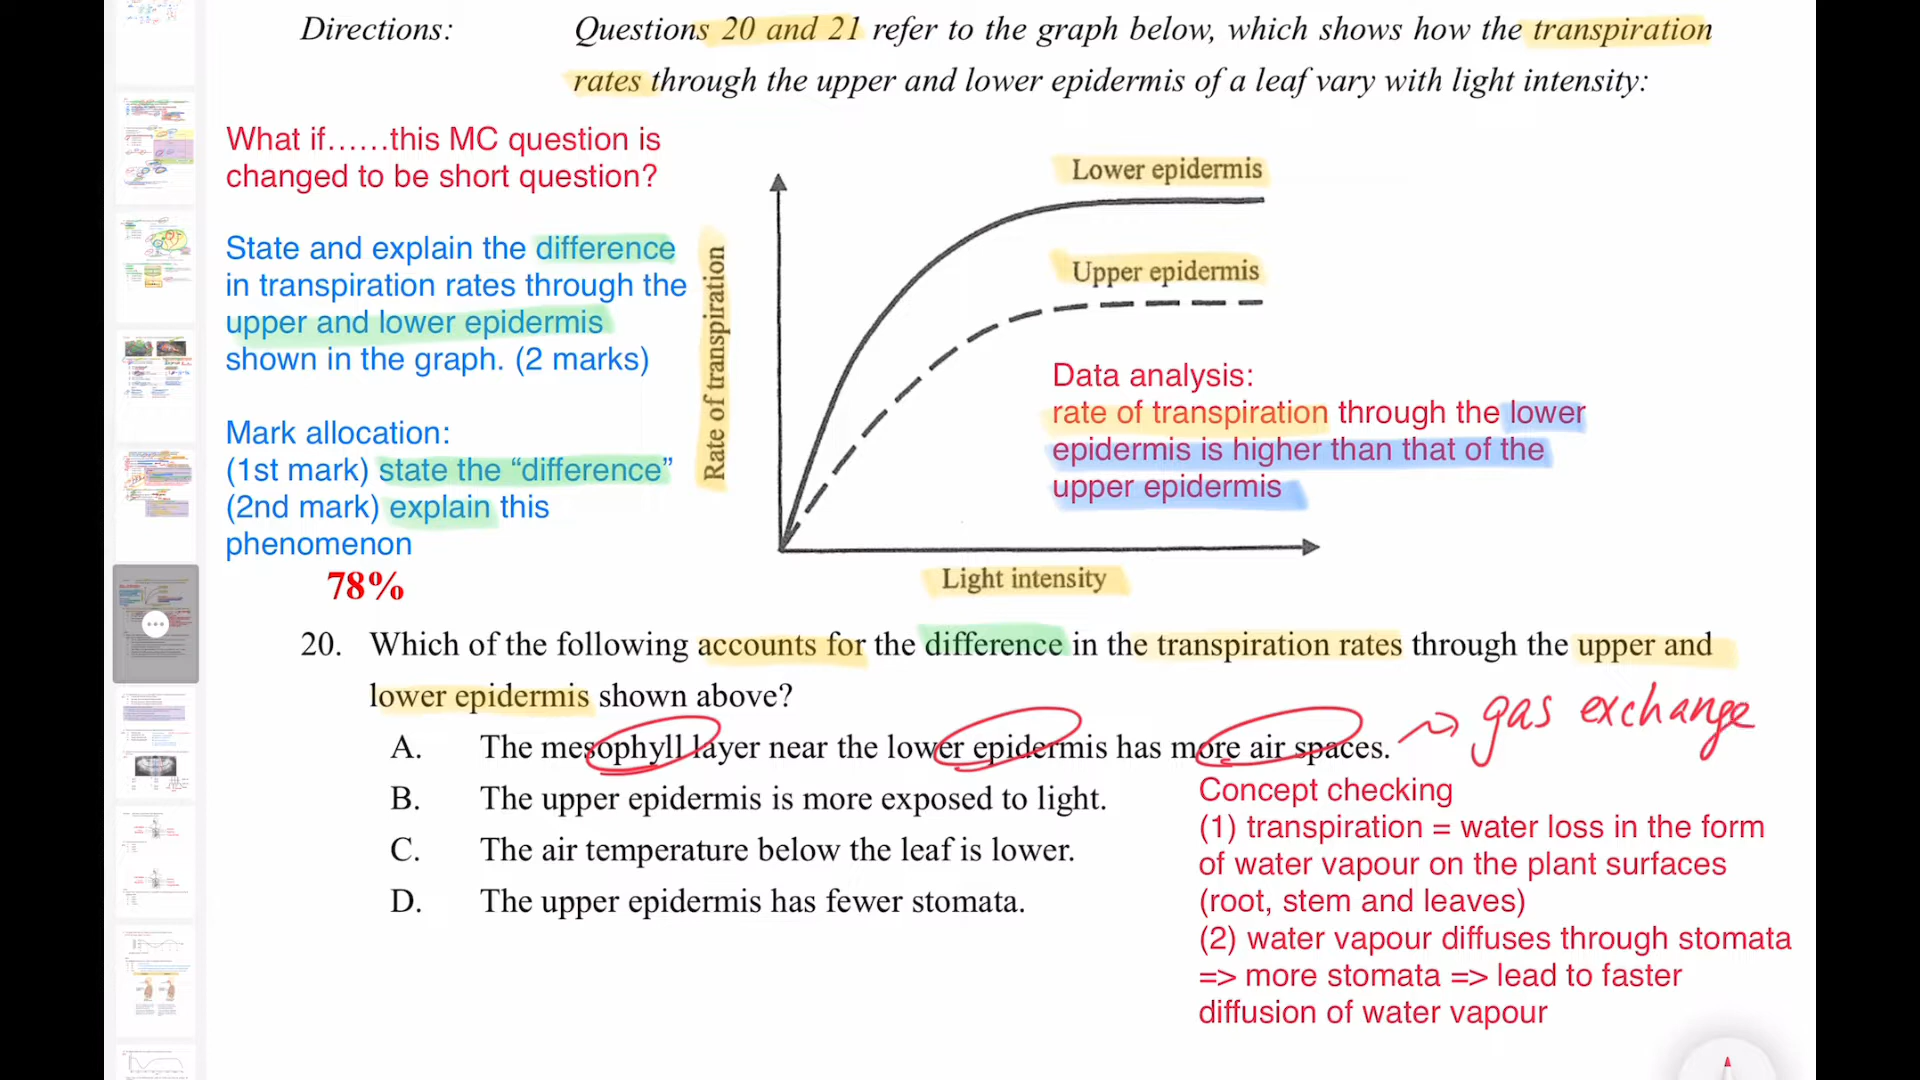 Directions: Questions 20 and 21 refer to the graph below, which shows how the transpiration
rates through the upper and lower epidermis of a leaf vary with light intensity:
What if……this MC question is
changed to be short question?
State and explain the difference
in transpiration rates through the
upper and lower epidermis
shown in the graph. (2 marks)
Mark allocation:
(1st mark) state the “difference”
(2nd mark) explain this
phenomenon
78%
Rate of transpiration
Lower epidermis
Upper epidermis
Data analysis:
rate of transpiration through the lower
epidermis is higher than that of the
upper epidermis
Light intensity
20. Which of the following accounts for the difference in the transpiration rates through the upper and
lower epidermis shown above?
A. The mesophyll layer near the lower epidermis has more air spaces.
gas exchange
B. The upper epidermis is more exposed to light.
C. The air temperature below the leaf is lower.
D. The upper epidermis has fewer stomata.
Concept checking
(1) transpiration = water loss in the form
of water vapour on the plant surfaces
(root, stem and leaves)
(2) water vapour diffuses through stomata
=> more stomata => lead to faster
diffusion of water vapour